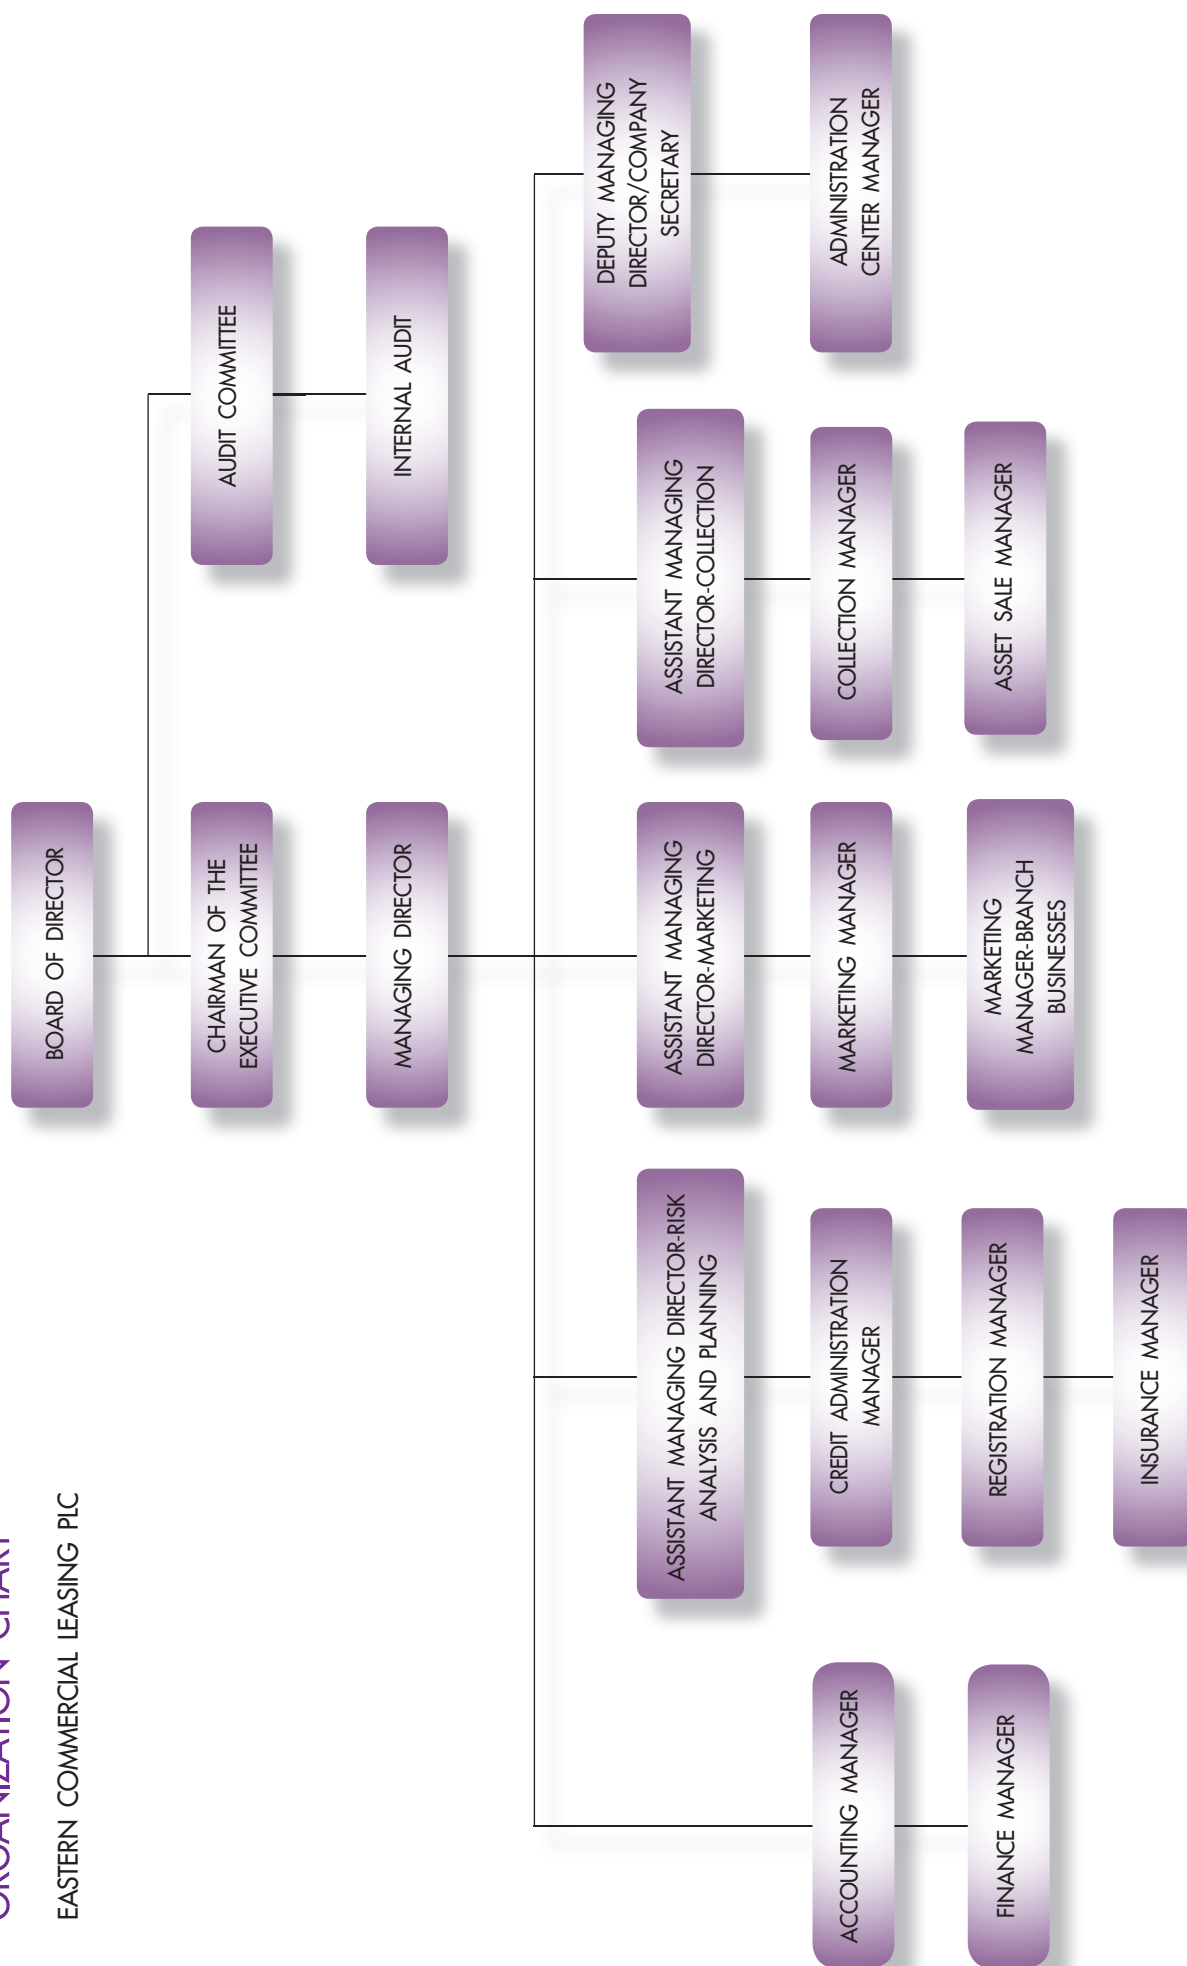 ORGANIZATION CHART
EASTERN COMMERCIAL LEASING PLC
BOARD OF DIRECTOR
CHAIRMAN OF THE
EXECUTIVE COMMITTEE
AUDIT COMMITTEE
MANAGING DIRECTOR
INTERNAL AUDIT
ASSISTANT MANAGING DIRECTOR-RISK
ANALYSIS AND PLANNING
ASSISTANT MANAGING
DIRECTOR-MARKETING
ASSISTANT MANAGING
DIRECTOR-COLLECTION
DEPUTY MANAGING
DIRECTOR/COMPANY
SECRETARY
ACCOUNTING MANAGER
CREDIT ADMINISTRATION
MANAGER
MARKETING MANAGER
COLLECTION MANAGER
ADMINISTRATION
CENTER MANAGER
FINANCE MANAGER
REGISTRATION MANAGER
MARKETING
MANAGER-BRANCH
BUSINESSES
ASSET SALE MANAGER
INSURANCE MANAGER